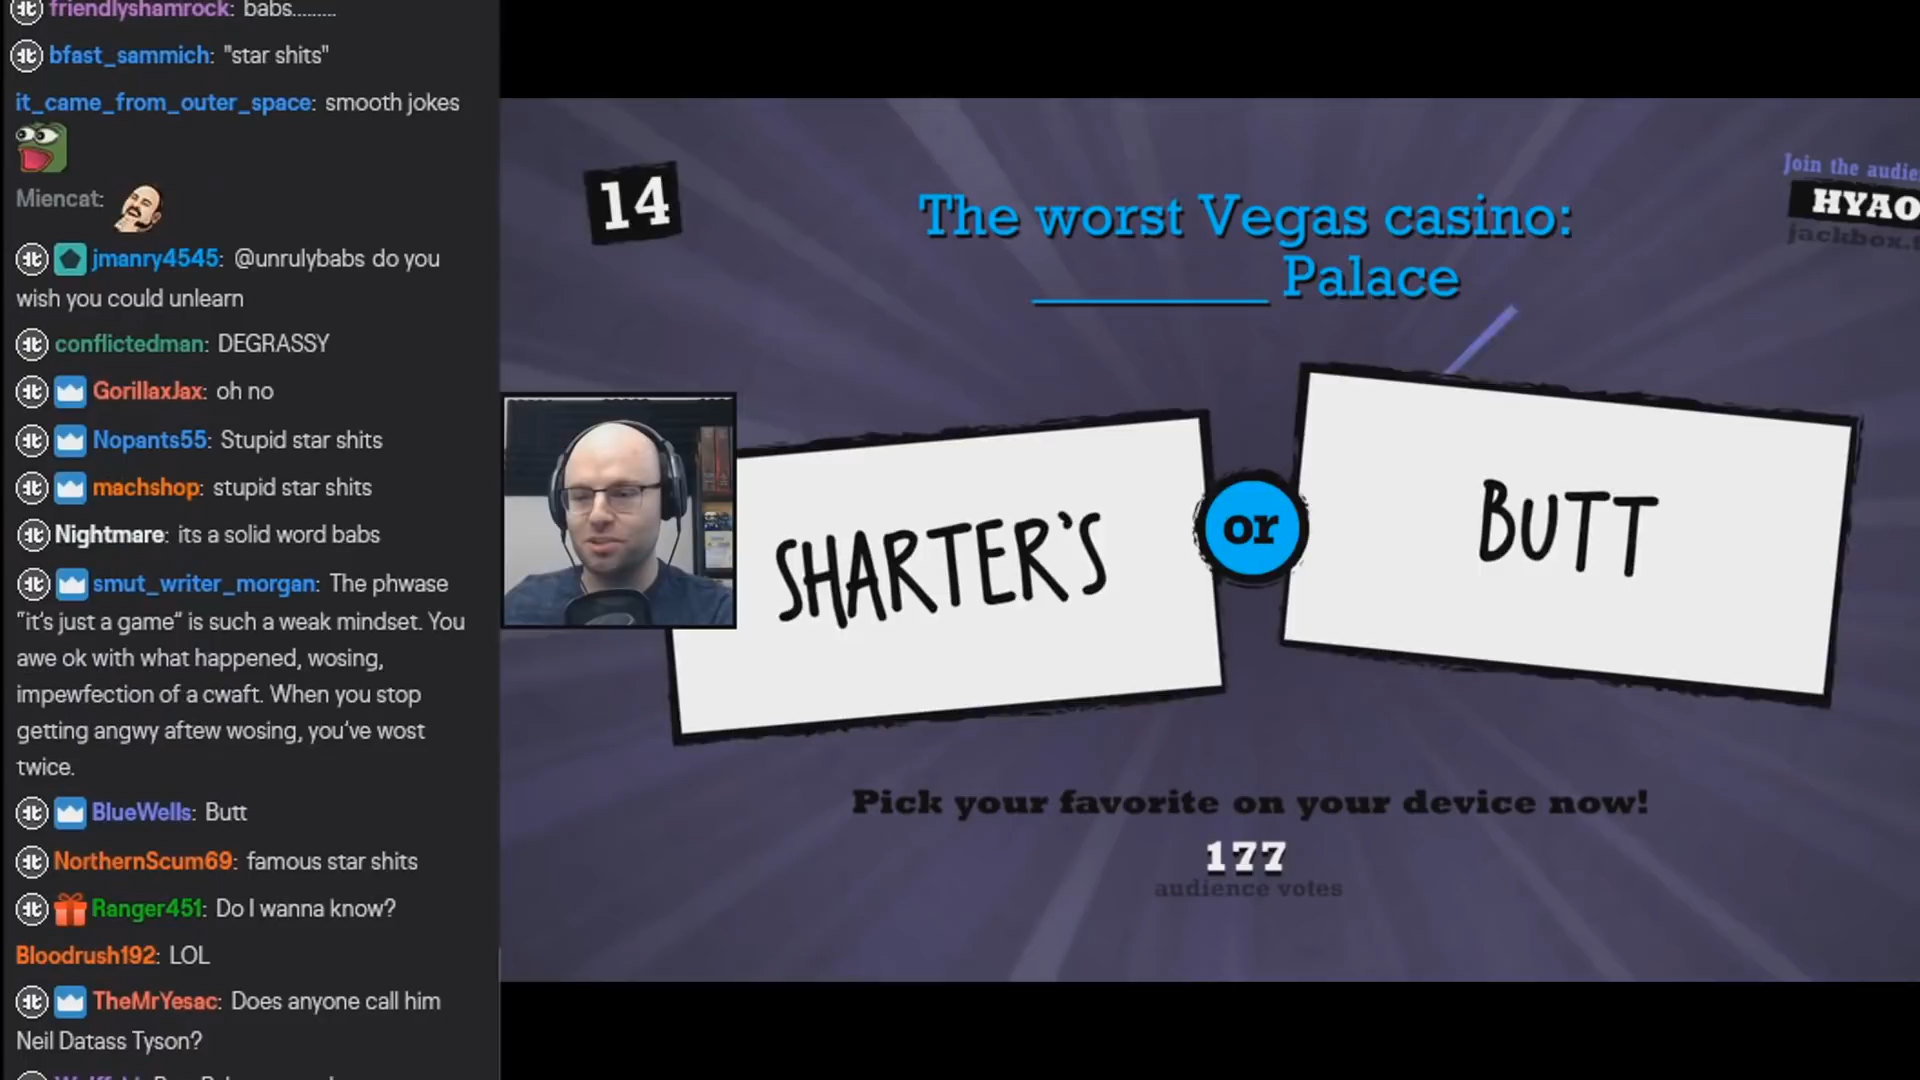 friendlyshamrock: babs.........
bfast_sammich: "star shits"
it_came_from_outer_space: smooth jokes
Miencat:
jmanry4545: @unrulybabs do you
wish you could unlearn
conflictedman: DEGRASSY
GorillaxJax: oh no
Nopants55: Stupid star shits
machshop: stupid star shits
Nightmare: its a solid word babs
smut_writer_morgan: The phwase
"it's just a game" is such a weak mindset. You
awe ok with what happened, wosing,
impewfection of a cwaft. When you stop
getting angwy aftew wosing, you've wost
twice.
BlueWells: Butt
NorthernScum69: famous star shits
Ranger451: Do I wanna know?
Bloodrush192: LOL
TheMrYesac: Does anyone call him
Neil Datass Tyson?
14
The worst Vegas casino:
________ Palace
Join the audie
HYAO
jackbox.t
SHARTER'S
or
BUTT
Pick your favorite on your device now!
177
audience votes